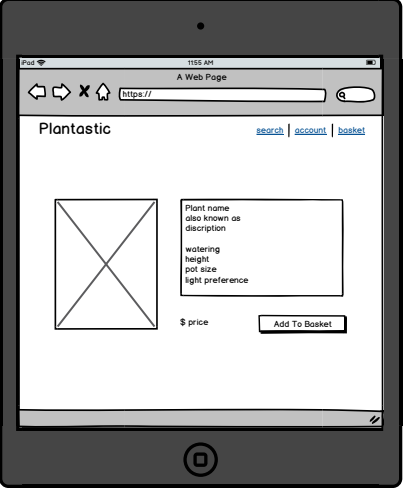 iPad
11:55 AM
A Web Page
https://
Plantastic
search | account | basket
Plant name
also known as
discription
watering
height
pot size
light preference
$ price
Add To Basket